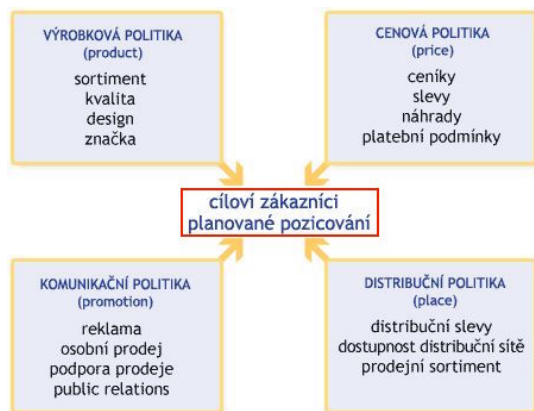 VÝROBKOVÁ POLITIKA
(product)
sortiment
kvalita
design
značka
CENOVÁ POLITIKA
(price)
ceníky
slevy
náhrady
platební podmínky
cíloví zákazníci
planované pozicování
KOMUNIKAČNÍ POLITIKA
(promotion)
reklama
osobní prodej
podpora prodeje
public relations
DISTRIBUČNÍ POLITIKA
(place)
distribuční slevy
dostupnost distribuční sítě
prodejní sortiment